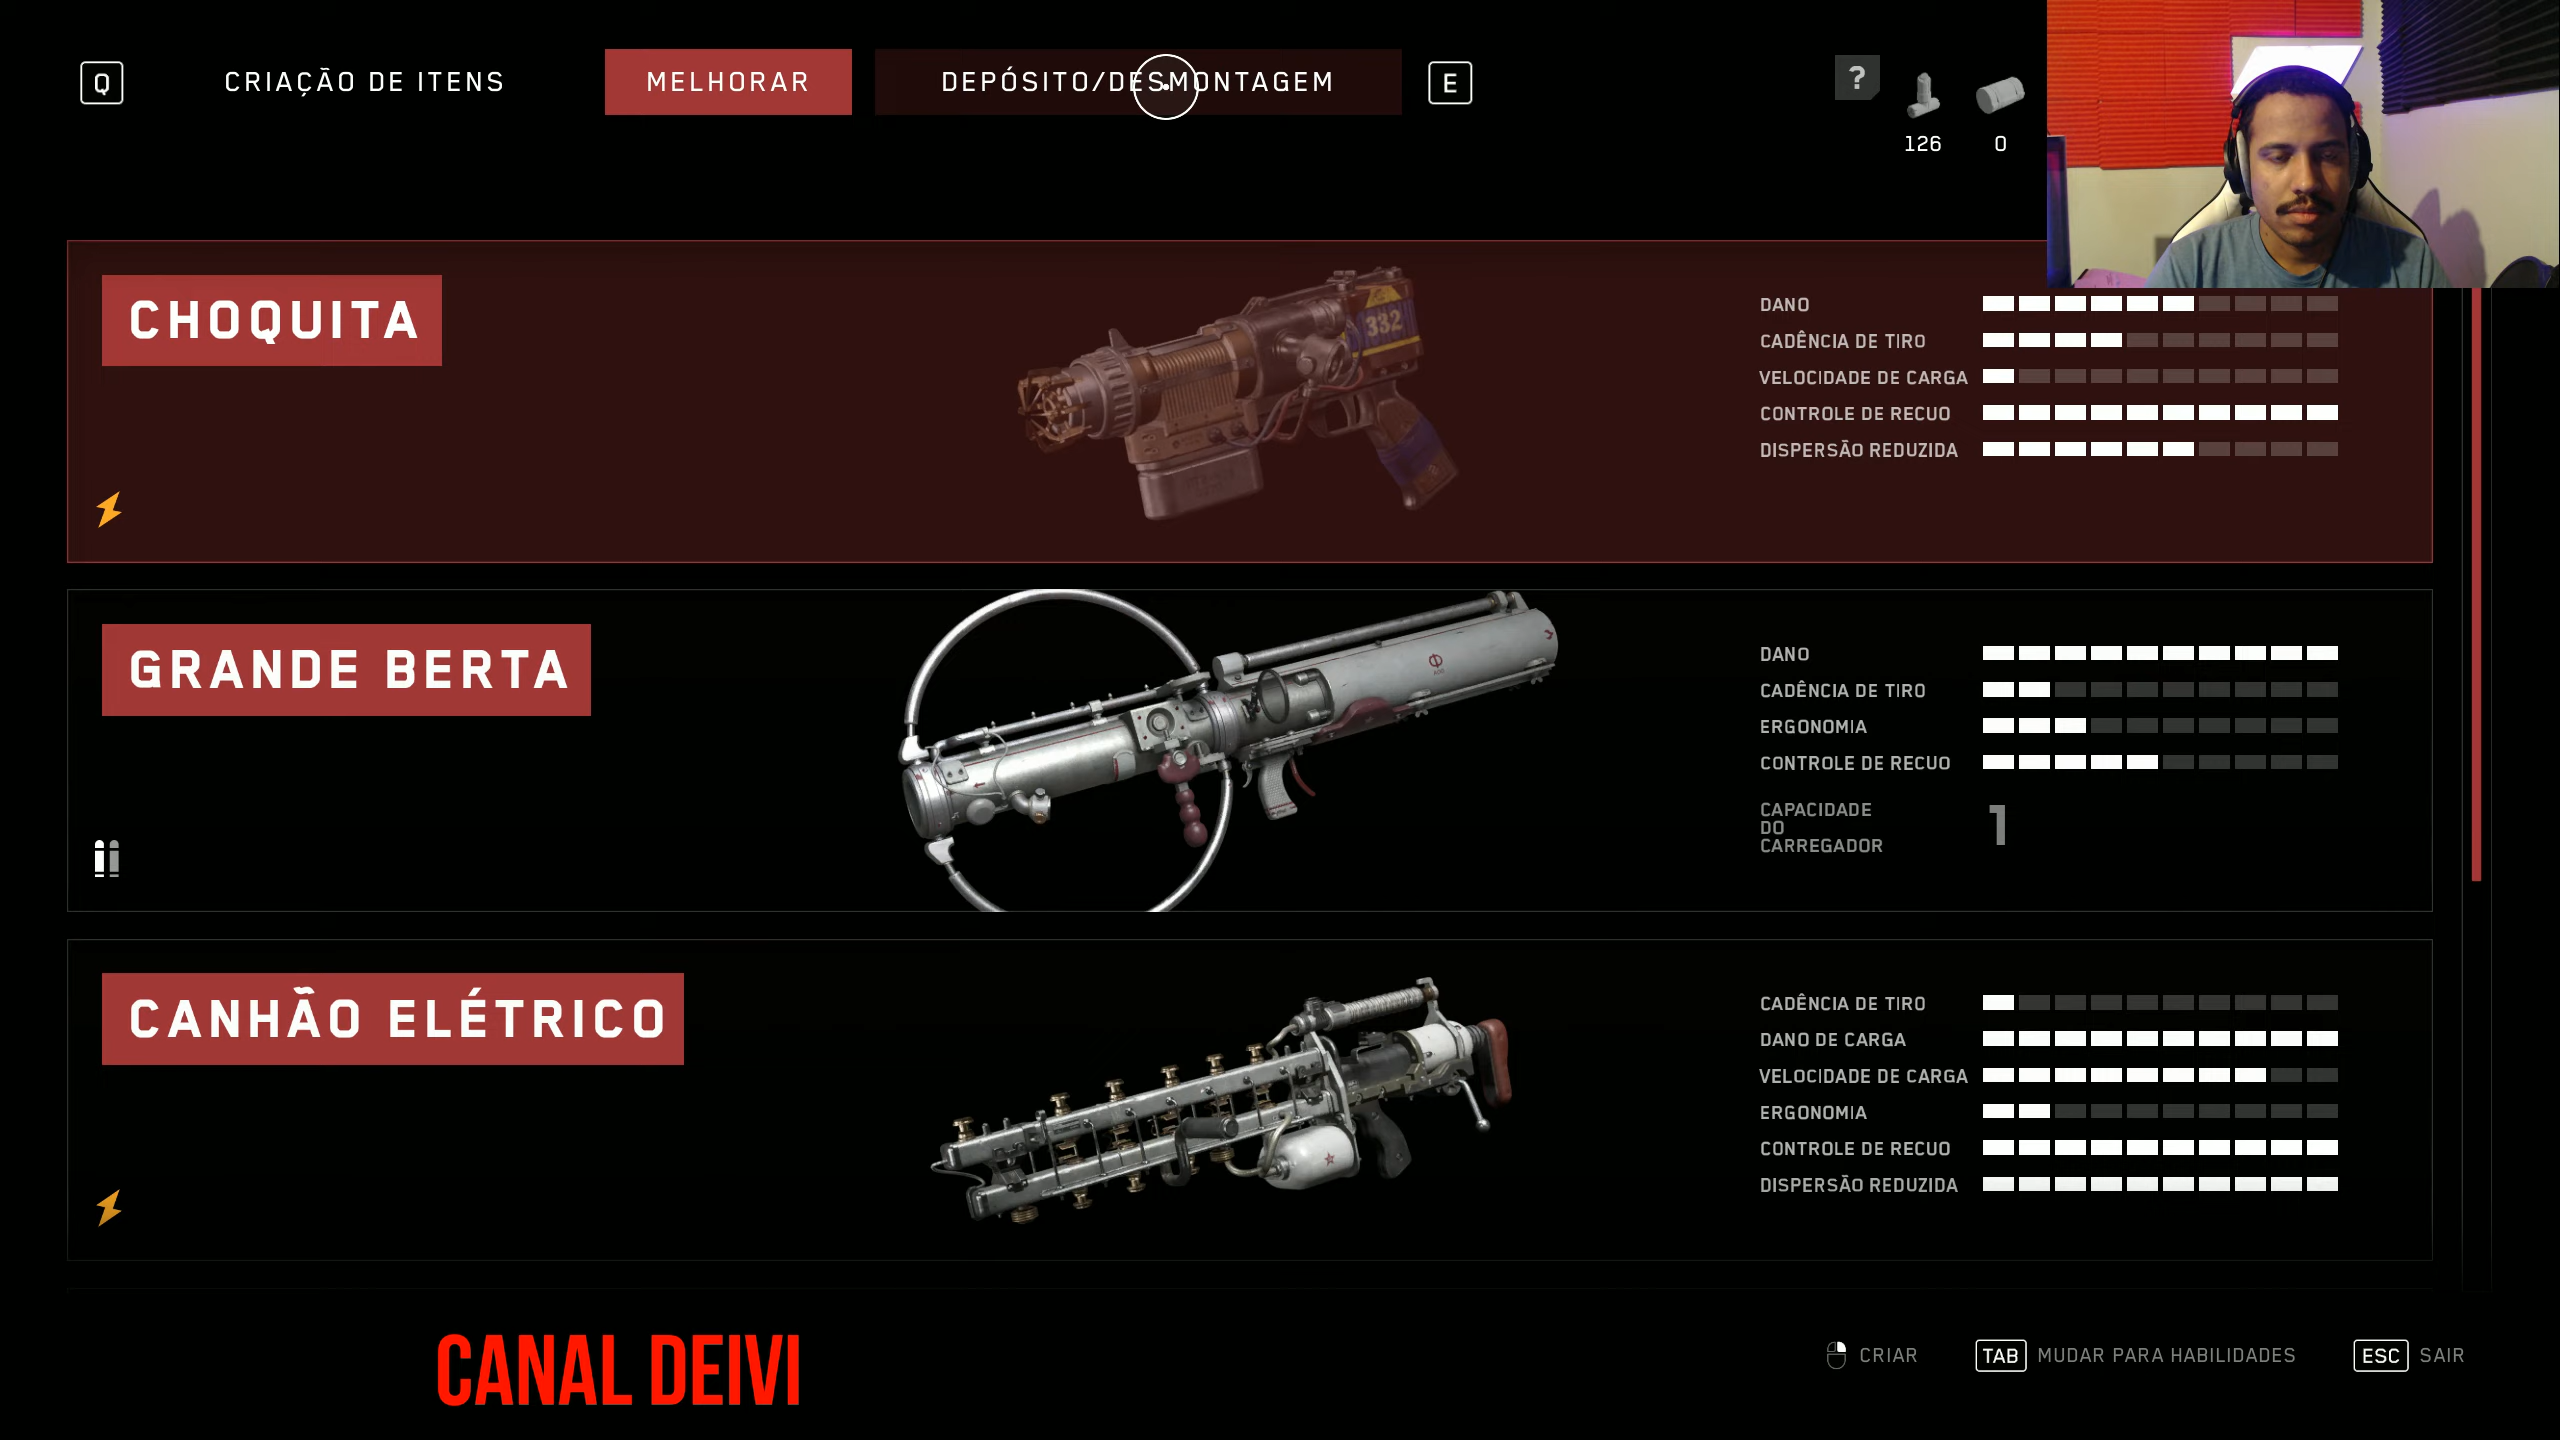 Q
CRIAÇÃO DE ITENS
MELHORAR
DEPÓSITO/DESMONTAGEM
E
?
126
0
CHOQUITA
332
DANO
CADÊNCIA DE TIRO
VELOCIDADE DE CARGA
CONTROLE DE RECUO
DISPERSÃO REDUZIDA
GRANDE BERTA
DANO
CADÊNCIA DE TIRO
ERGONOMIA
CONTROLE DE RECUO
CAPACIDADE
DO
CARREGADOR
1
CANHÃO ELÉTRICO
CADÊNCIA DE TIRO
DANO DE CARGA
VELOCIDADE DE CARGA
ERGONOMIA
CONTROLE DE RECUO
DISPERSÃO REDUZIDA
CANAL DEIVI
CRIAR
TAB MUDAR PARA HABILIDADES
ESC SAIR